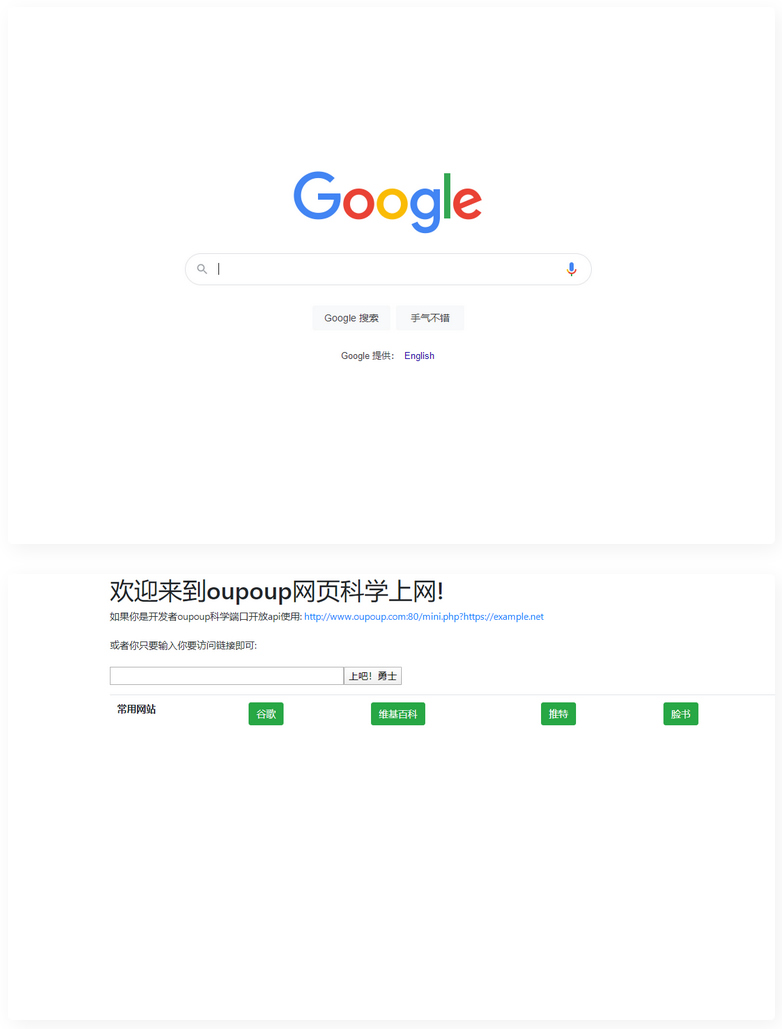 Google
Google 搜索 手气不错
Google 提供： English
欢迎来到oupoup网页科学上网!
如果你是开发者oupoup科学端口开放api使用: http://www.oupoup.com:80/mini.php?https://example.net
或者你只要输入你要访问链接即可:
上吧！勇士
常用网站 谷歌 维基百科 推特 脸书